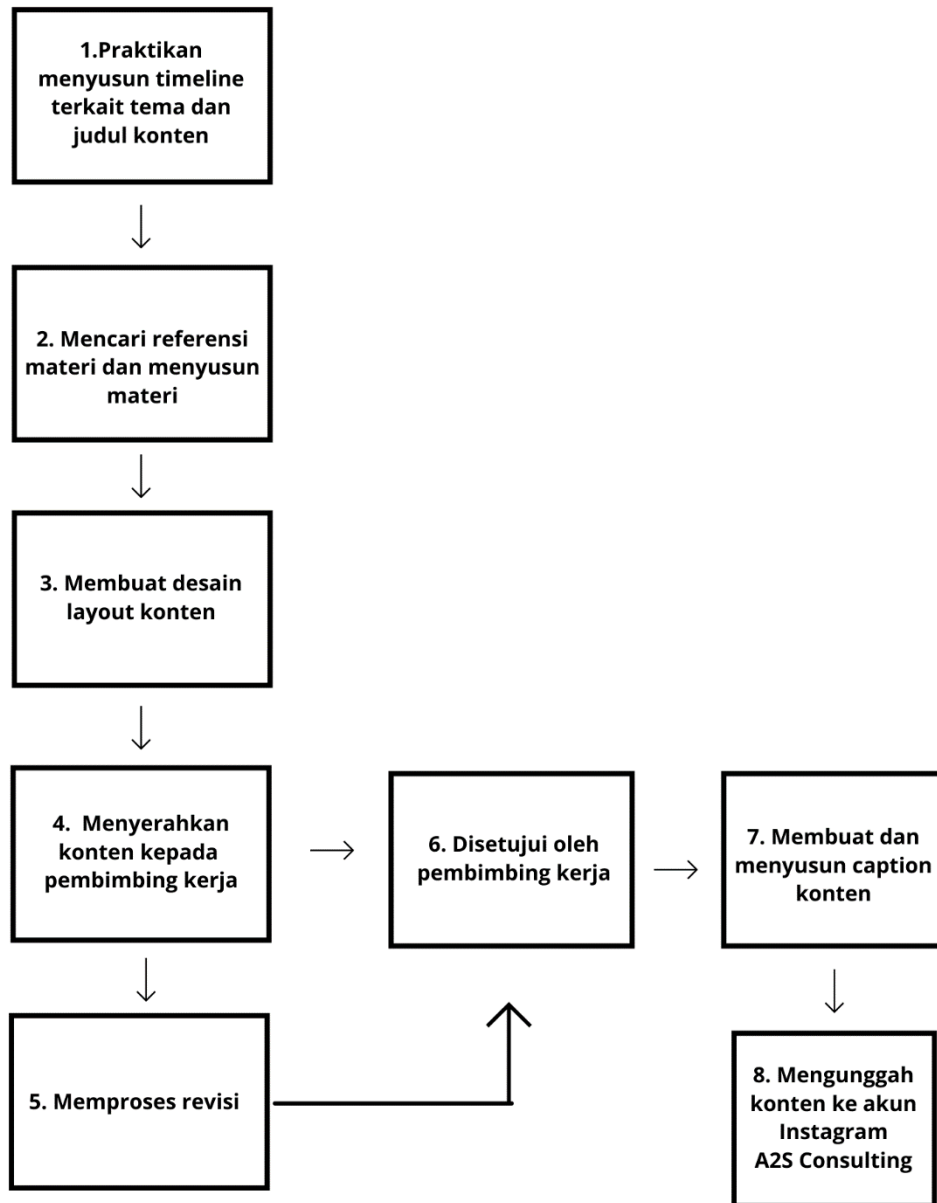 1.Praktikan
menyusun timeline
terkait tema dan
judul konten
2. Mencari referensi
materi dan menyusun
materi
3. Membuat desain
layout konten
4. Menyerahkan
konten kepada
pembimbing kerja
5. Memproses revisi
6. Disetujui oleh
pembimbing kerja
7. Membuat dan
menyusun caption
konten
8. Mengunggah
konten ke akun
Instagram
A2S Consulting